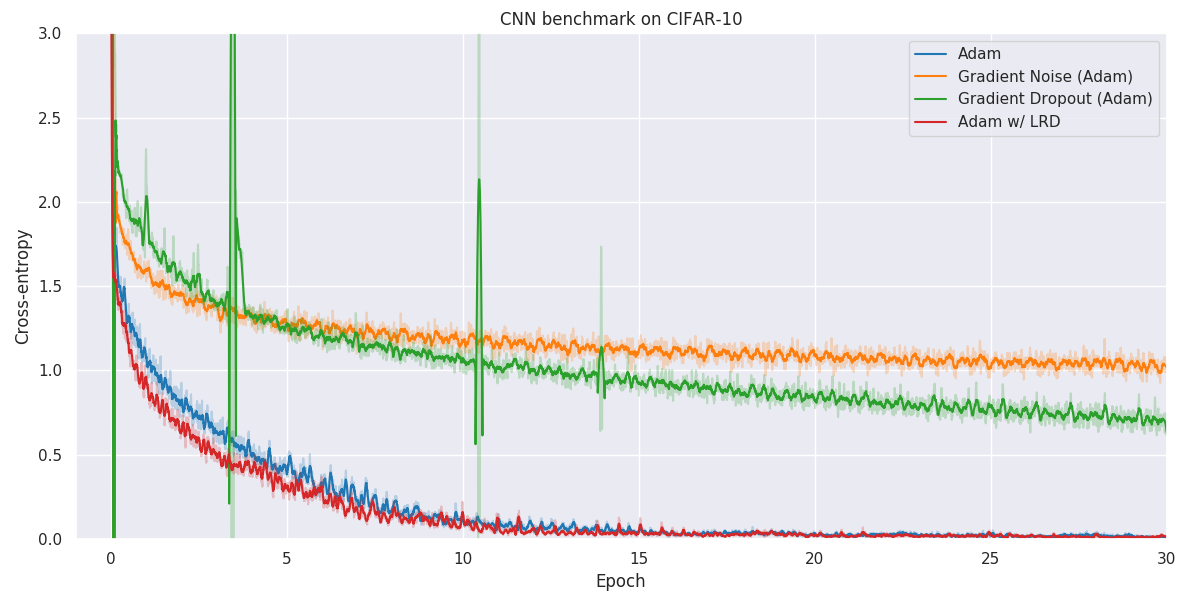 CNN benchmark on CIFAR-10
Adam
Gradient Noise (Adam)
Gradient Dropout (Adam)
Adam w/ LRD
Cross-entropy
3.0
2.5
2.0
1.5
1.0
0.5
0.0
0
5
10
15
20
25
30
Epoch